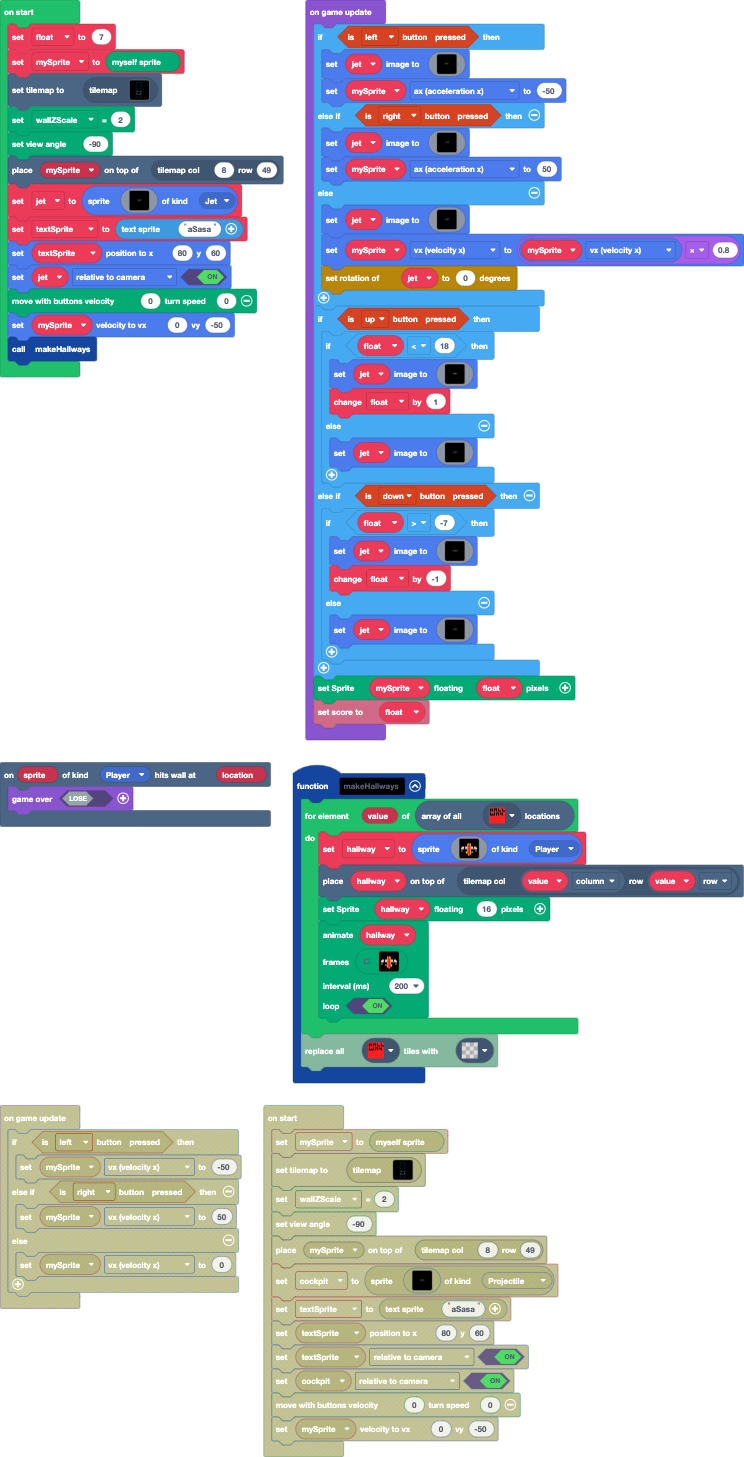 on start
set float to 7
set mySprite to myself sprite
set tilemap to tilemap
set wallZScale = 2
set view angle -90
place mySprite on top of tilemap col 8 row 49
set jet to sprite of kind Jet
set textSprite to text sprite "aSasa"
set textSprite position to x 80 y 60
set jet relative to camera ON
move with buttons velocity 0 turn speed 0
set mySprite velocity to vx 0 vy -50
call makeHallways
on game update
if is left button pressed then
set jet image to
set mySprite ax (acceleration x) to -50
else if is right button pressed then
set jet image to
set mySprite ax (acceleration x) to 50
else
set jet image to
set mySprite vx (velocity x) to mySprite vx (velocity x) × 0.8
set rotation of jet to 0 degrees
if is up button pressed then
if float < 18 then
set jet image to
change float by 1
else
set jet image to
else if is down button pressed then
if float > -7 then
set jet image to
change float by -1
else
set jet image to
set Sprite mySprite floating float pixels
set score to float
on sprite of kind Player hits wall at location
game over LOSE
function makeHallways
for element value of array of all locations
do
set hallway to sprite of kind Player
place hallway on top of tilemap col value column row value row
set Sprite hallway floating 16 pixels
animate hallway
frames
interval (ms) 200
loop ON
replace all tiles with
on game update
if is left button pressed then
set mySprite vx (velocity x) to -50
else if is right button pressed then
set mySprite vx (velocity x) to 50
else
set mySprite vx (velocity x) to 0
on start
set mySprite to myself sprite
set tilemap to tilemap
set wallZScale = 2
set view angle -90
place mySprite on top of tilemap col 8 row 49
set cockpit to sprite of kind Projectile
set textSprite to text sprite "aSasa"
set textSprite position to x 80 y 60
set textSprite relative to camera ON
set cockpit relative to camera ON
move with buttons velocity 0 turn speed 0
set mySprite velocity to vx 0 vy -50